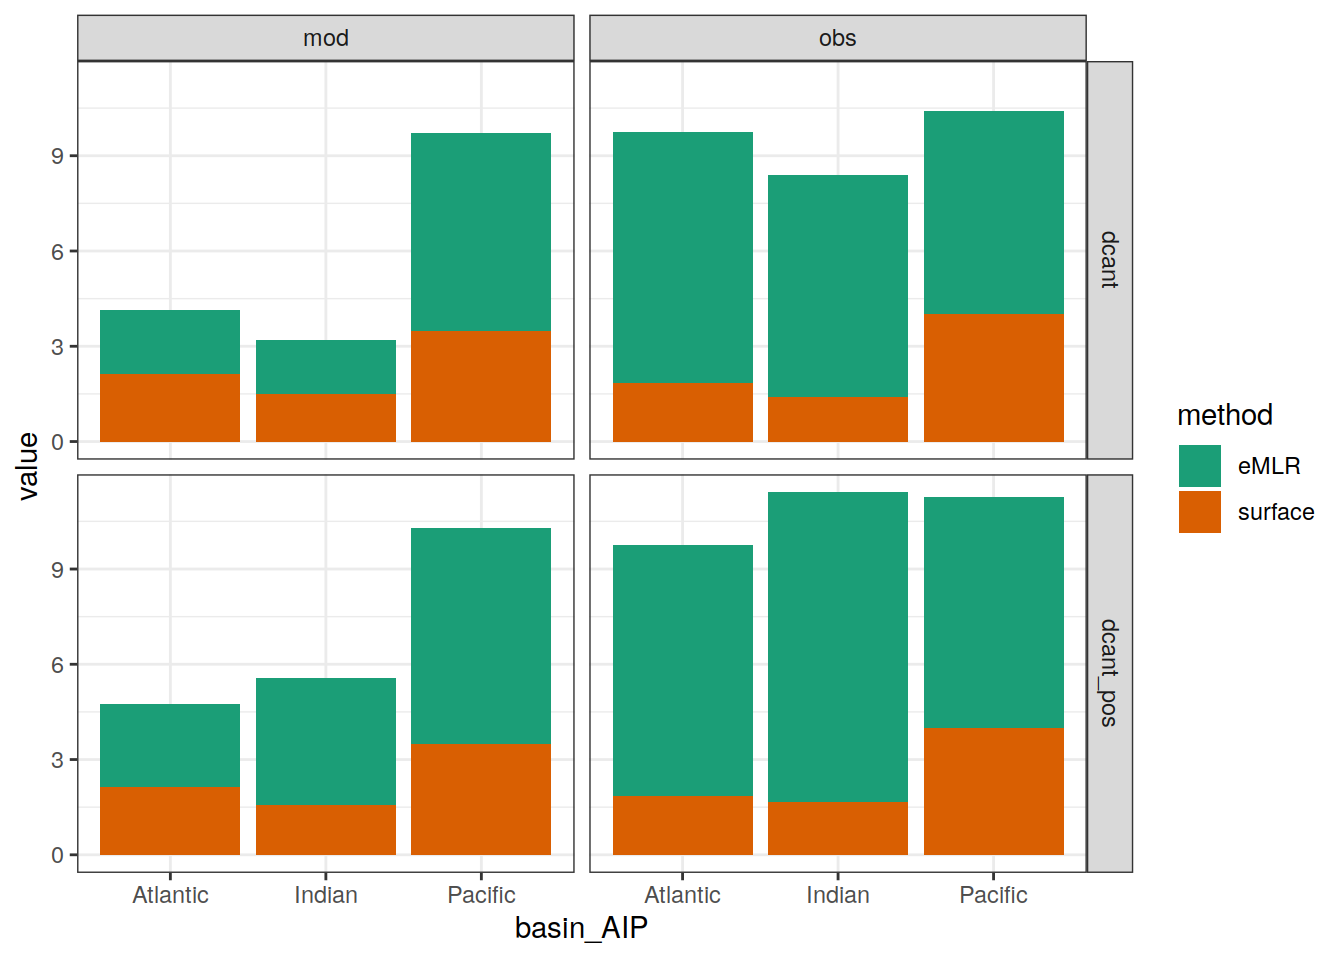 mod
obs
9
6
3
0
dcant
9
6
3
0
dcant_pos
value
Atlantic Indian Pacific
Atlantic Indian Pacific
basin_AIP
method
eMLR
surface